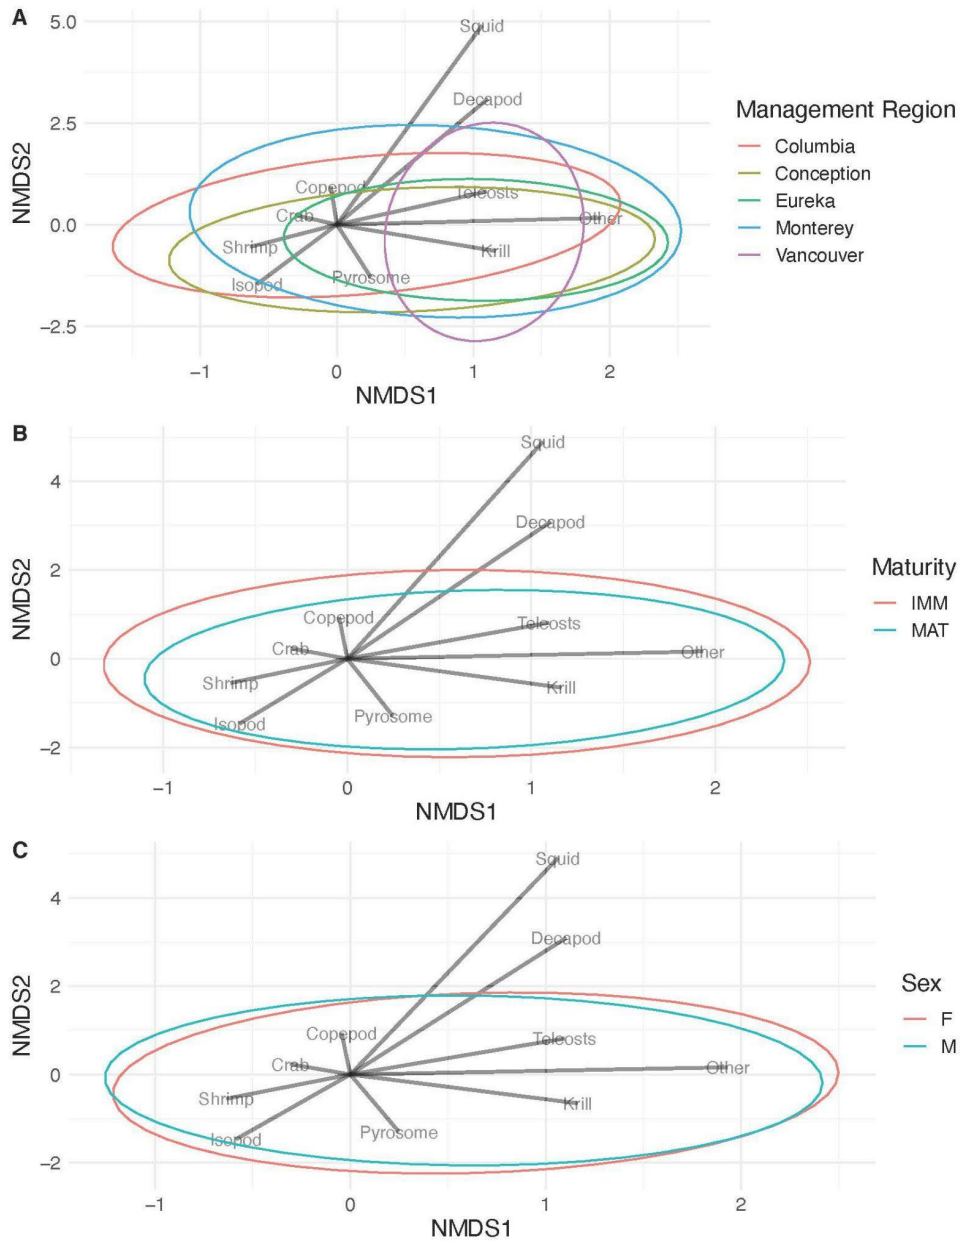 A
5.0
2.5
0.0
−2.5
NMDS2
Squid
Decapod
Copepod
Teleosts
Crab
Other
Shrimp
Krill
Isopod
Pyrosome
−1
0
1
2
NMDS1
Management Region
Columbia
Conception
Eureka
Monterey
Vancouver
B
4
2
0
−2
NMDS2
Squid
Decapod
Copepod
Teleosts
Crab
Other
Shrimp
Krill
Isopod
Pyrosome
−1
0
1
2
NMDS1
Maturity
IMM
MAT
C
4
2
0
−2
NMDS2
Squid
Decapod
Copepod
Teleosts
Crab
Other
Shrimp
Krill
Isopod
Pyrosome
−1
0
1
2
NMDS1
Sex
F
M